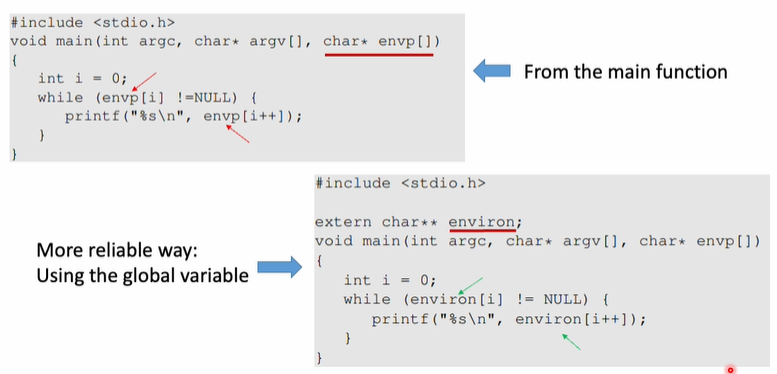 #include <stdio.h>
void main(int argc, char* argv[], char* envp[])
{
    int i = 0;
    while (envp[i] !=NULL) {
        printf("%s\n", envp[i++]);
    }
}
From the main function
More reliable way:
Using the global variable
#include <stdio.h>

extern char** environ;
void main(int argc, char* argv[], char* envp[])
{
    int i = 0;
    while (environ[i] != NULL) {
        printf("%s\n", environ[i++]);
    }
}